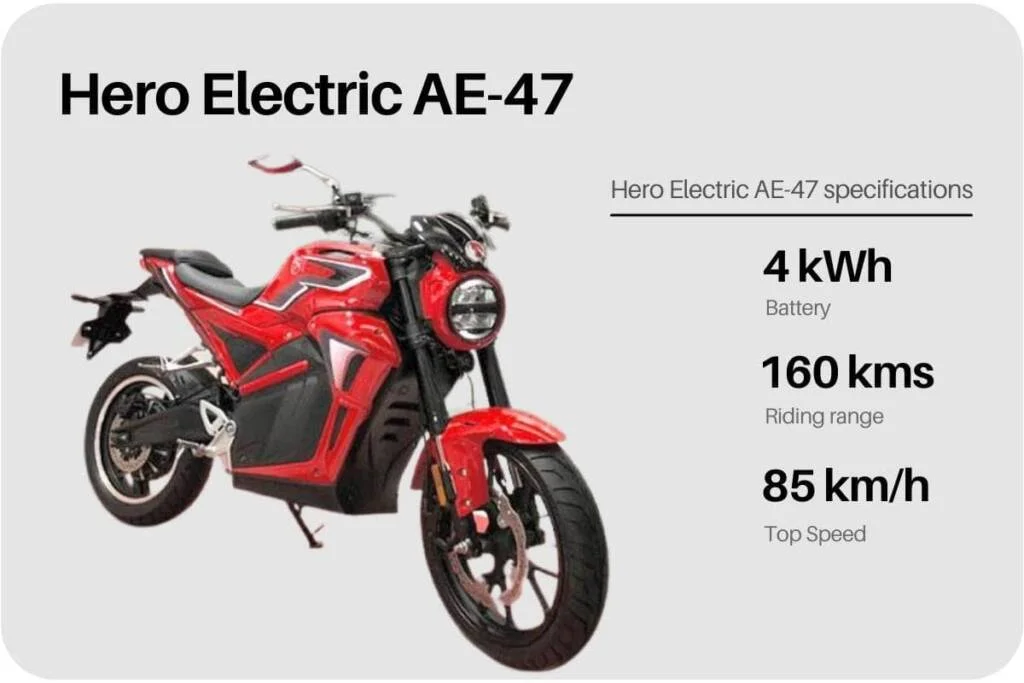 Hero Electric AE-47
Hero Electric AE-47 specifications
4 kWh
Battery
160 kms
Riding range
85 km/h
Top Speed